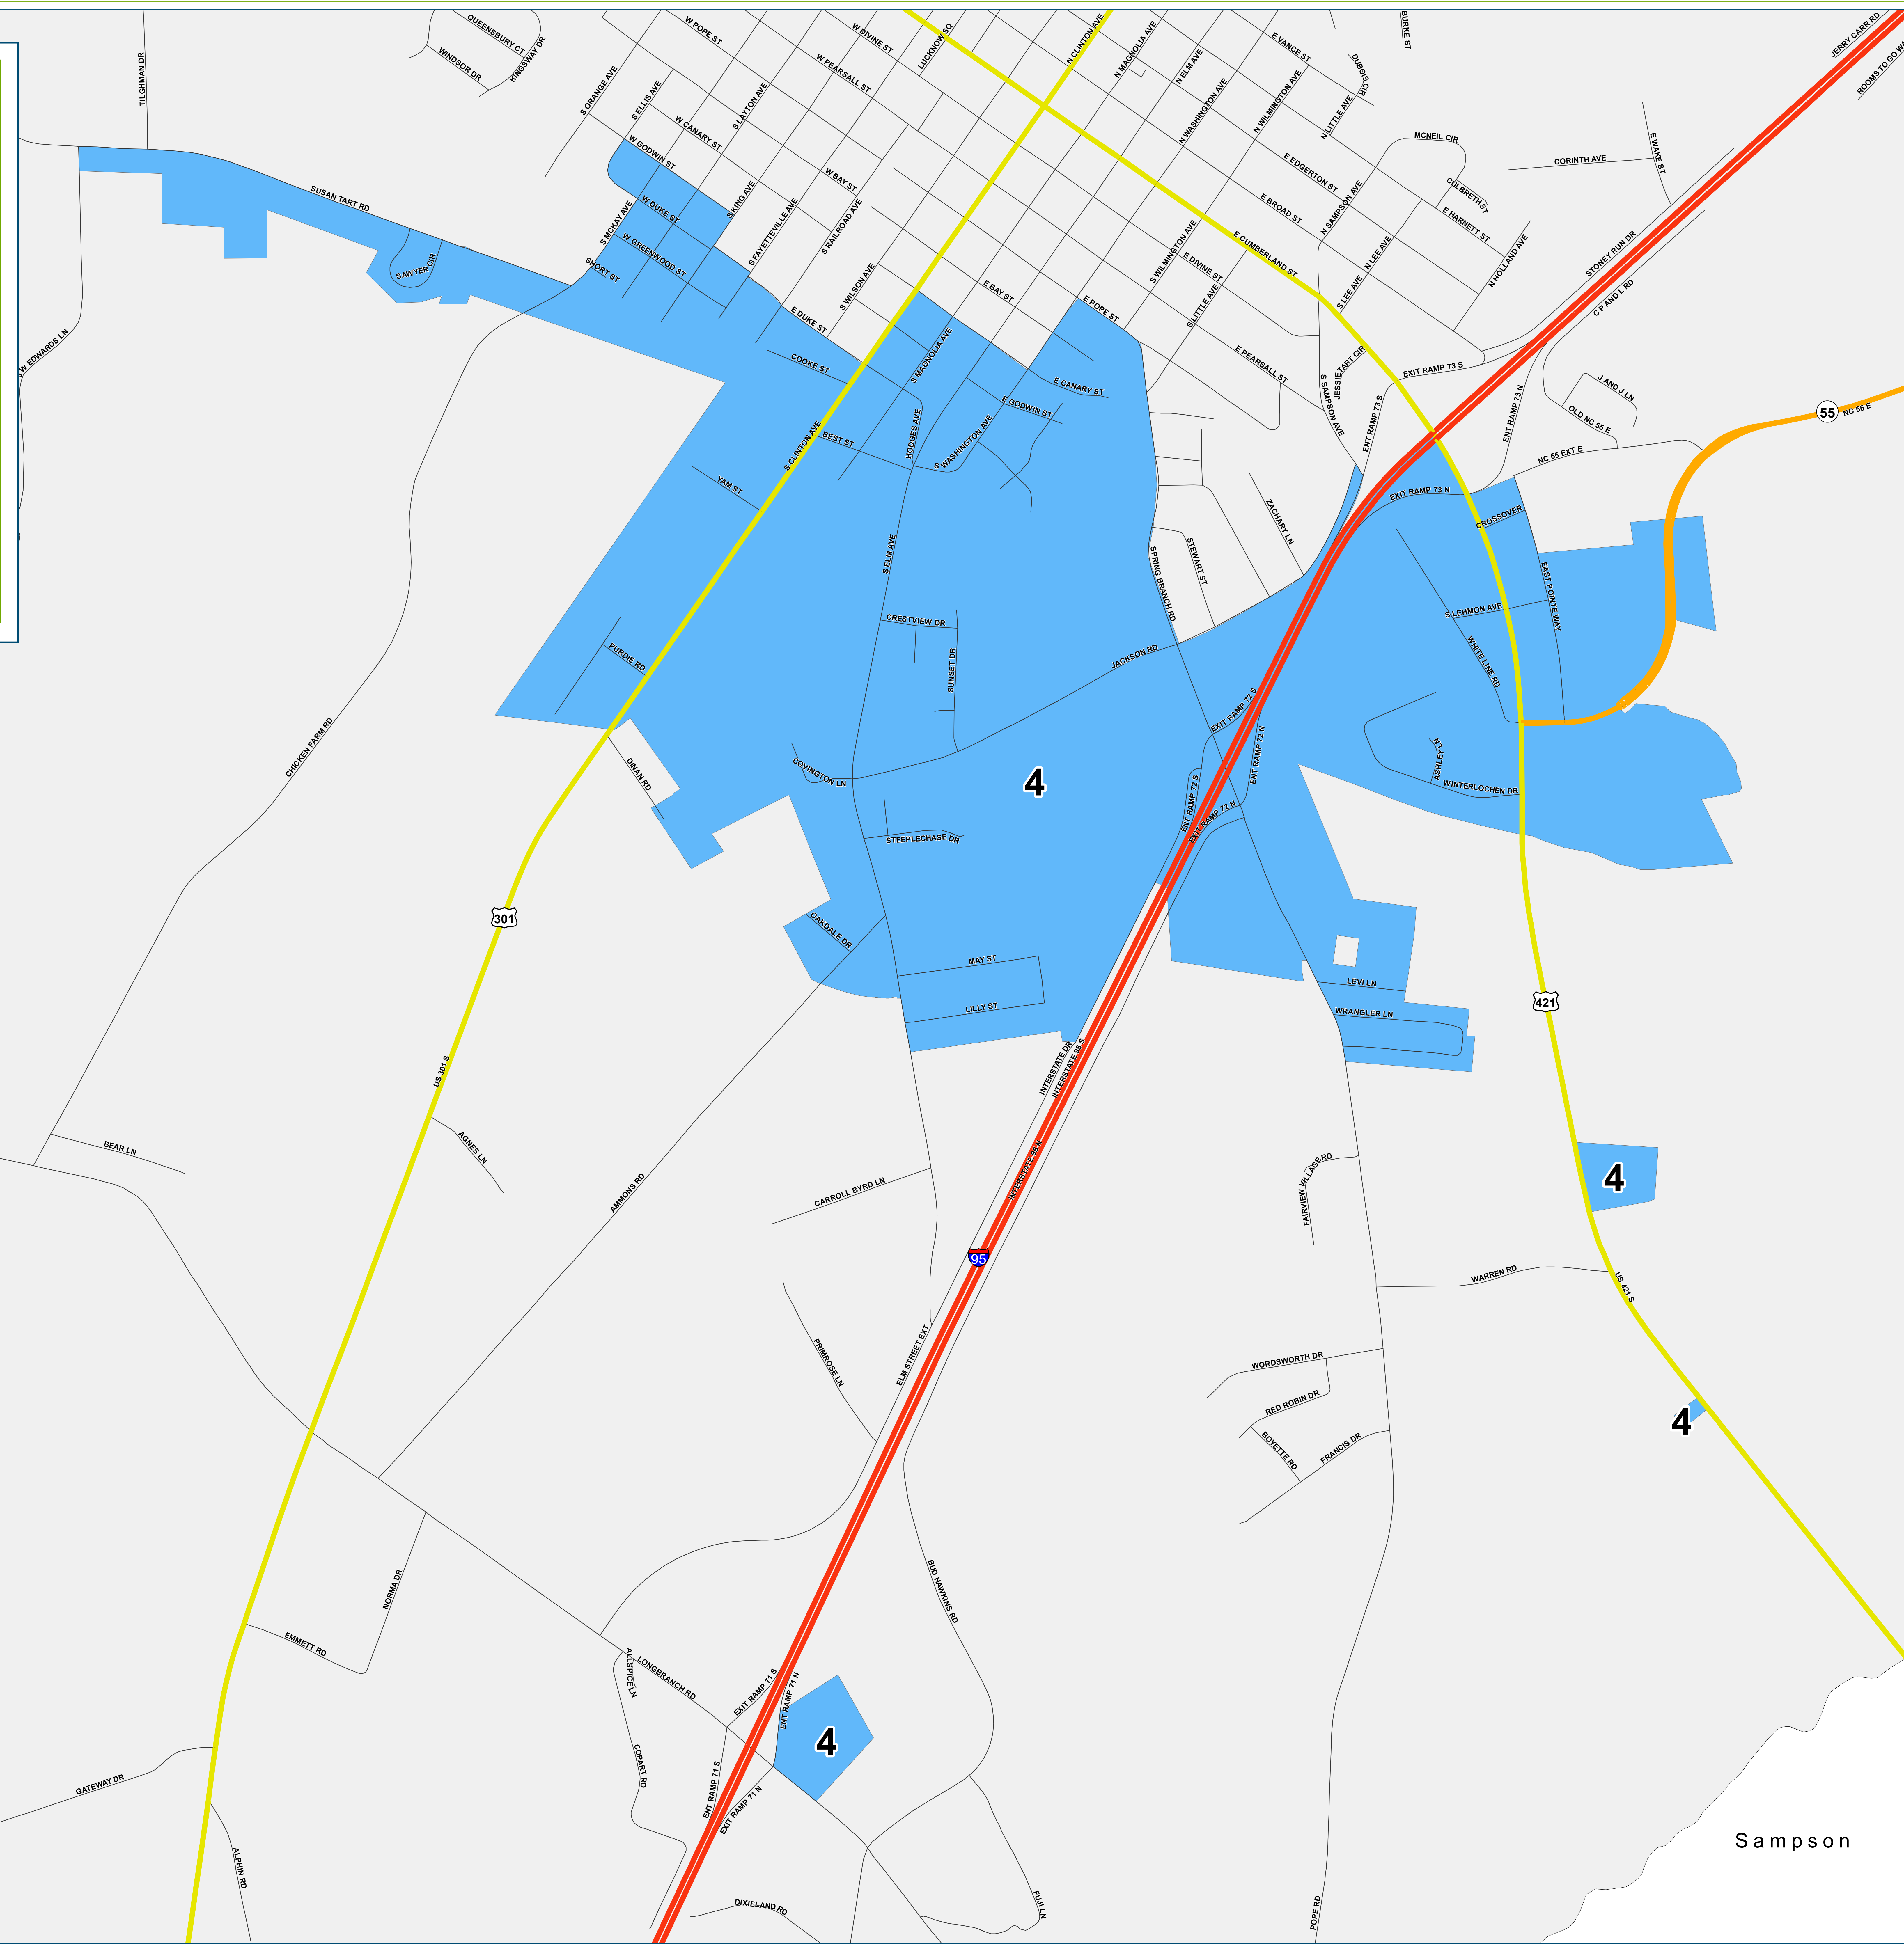 QUEENSBURY CT
WINDSOR DR
KINGSWAY DR
TILGHMAN DR
W POPE ST
W DIVINE ST
LUCKNOW SQ
N CLINTON AVE
N MAGNOLIA AVE
N ELM AVE
E VANCE ST
BURKE ST
JERRY CARR RD
DUBOIS CIR
W PEARSALL ST
S ORANGE AVE
S ELLIS AVE
S LAYTON AVE
N WASHINGTON AVE
N WILMINGTON AVE
N LITTLE AVE
W CANARY ST
W GODWIN ST
W BAY ST
MCNEIL CIR
E WAKE ST
CORINTH AVE
E EDGERTON ST
CULBRETH ST
SUSAN TART RD
S MCKAY AVE
W DUKE ST
S KING AVE
S FAYETTEVILLE AVE
S RAILROAD AVE
E BROAD ST
N SAMPSON AVE
E HARNETT ST
W GREENWOOD ST
SHORT ST
SAWYER CIR
S WILSON AVE
S WILMINGTON AVE
E DIVINE ST
E CUMBERLAND ST
N LEE AVE
N HOLLAND AVE
STONEY RUN DR
C P AND L RD
E BAY ST
E POPE ST
S LITTLE AVE
S LEE AVE
E DUKE ST
COOKE ST
S MAGNOLIA AVE
E CANARY ST
E PEARSALL ST
JESSIE TART CIR
S SAMPSON AVE
EXIT RAMP 73 S
ENT RAMP 73 S
ENT RAMP 73 N
J AND J LN
OLD NC 55 E
55
NC 55 E
E GODWIN ST
HODGES AVE
S WASHINGTON AVE
S CLINTON AVE
BEST ST
YAM ST
NC 55 EXT E
EXIT RAMP 73 N
CROSSOVER
ZACHARY LN
STEWART ST
SPRING BRANCH RD
S ELM AVE
EAST POINTE WAY
S LEHMON AVE
WHITE LINE RD
CRESTVIEW DR
SUNSET DR
JACKSON RD
PURDIE RD
CHICKEN FARM RD
DINAN RD
COVINGTON LN
4
EXIT RAMP 72 S
ENT RAMP 72 N
ENT RAMP 72 S
EXIT RAMP 72 N
ASHLEY LN
WINTERLOCHEN DR
STEEPLECHASE DR
301
OAKDALE DR
MAY ST
LILLY ST
LEVI LN
WRANGLER LN
421
US 301 S
INTERSTATE DR
INTERSTATE 95 S
INTERSTATE 95 N
BEAR LN
AGNES LN
AMMONS RD
CARROLL BYRD LN
FAIRVIEW VILLAGE RD
4
95
WARREN RD
US 421 S
PRIMROSE LN
ELM STREET EXT
WORDSWORTH DR
RED ROBIN DR
BOYETTE RD
FRANCIS DR
4
NORMA DR
EMMETT RD
BUD HAWKINS RD
ALLSPICE LN
LONGBRANCH RD
EXIT RAMP 71 S
ENT RAMP 71 N
4
COPART RD
ENT RAMP 71 S
EXIT RAMP 71 N
GATEWAY DR
ALPHIN RD
DIXIELAND RD
FUJI LN
POPE RD
Sampson